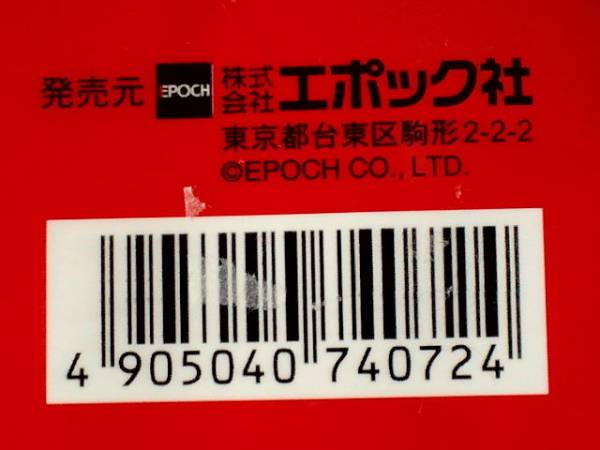 発売元 EPOCH 株式会社 エポック社
東京都台東区駒形2-2-2
©EPOCH CO., LTD.
4 905040 740724